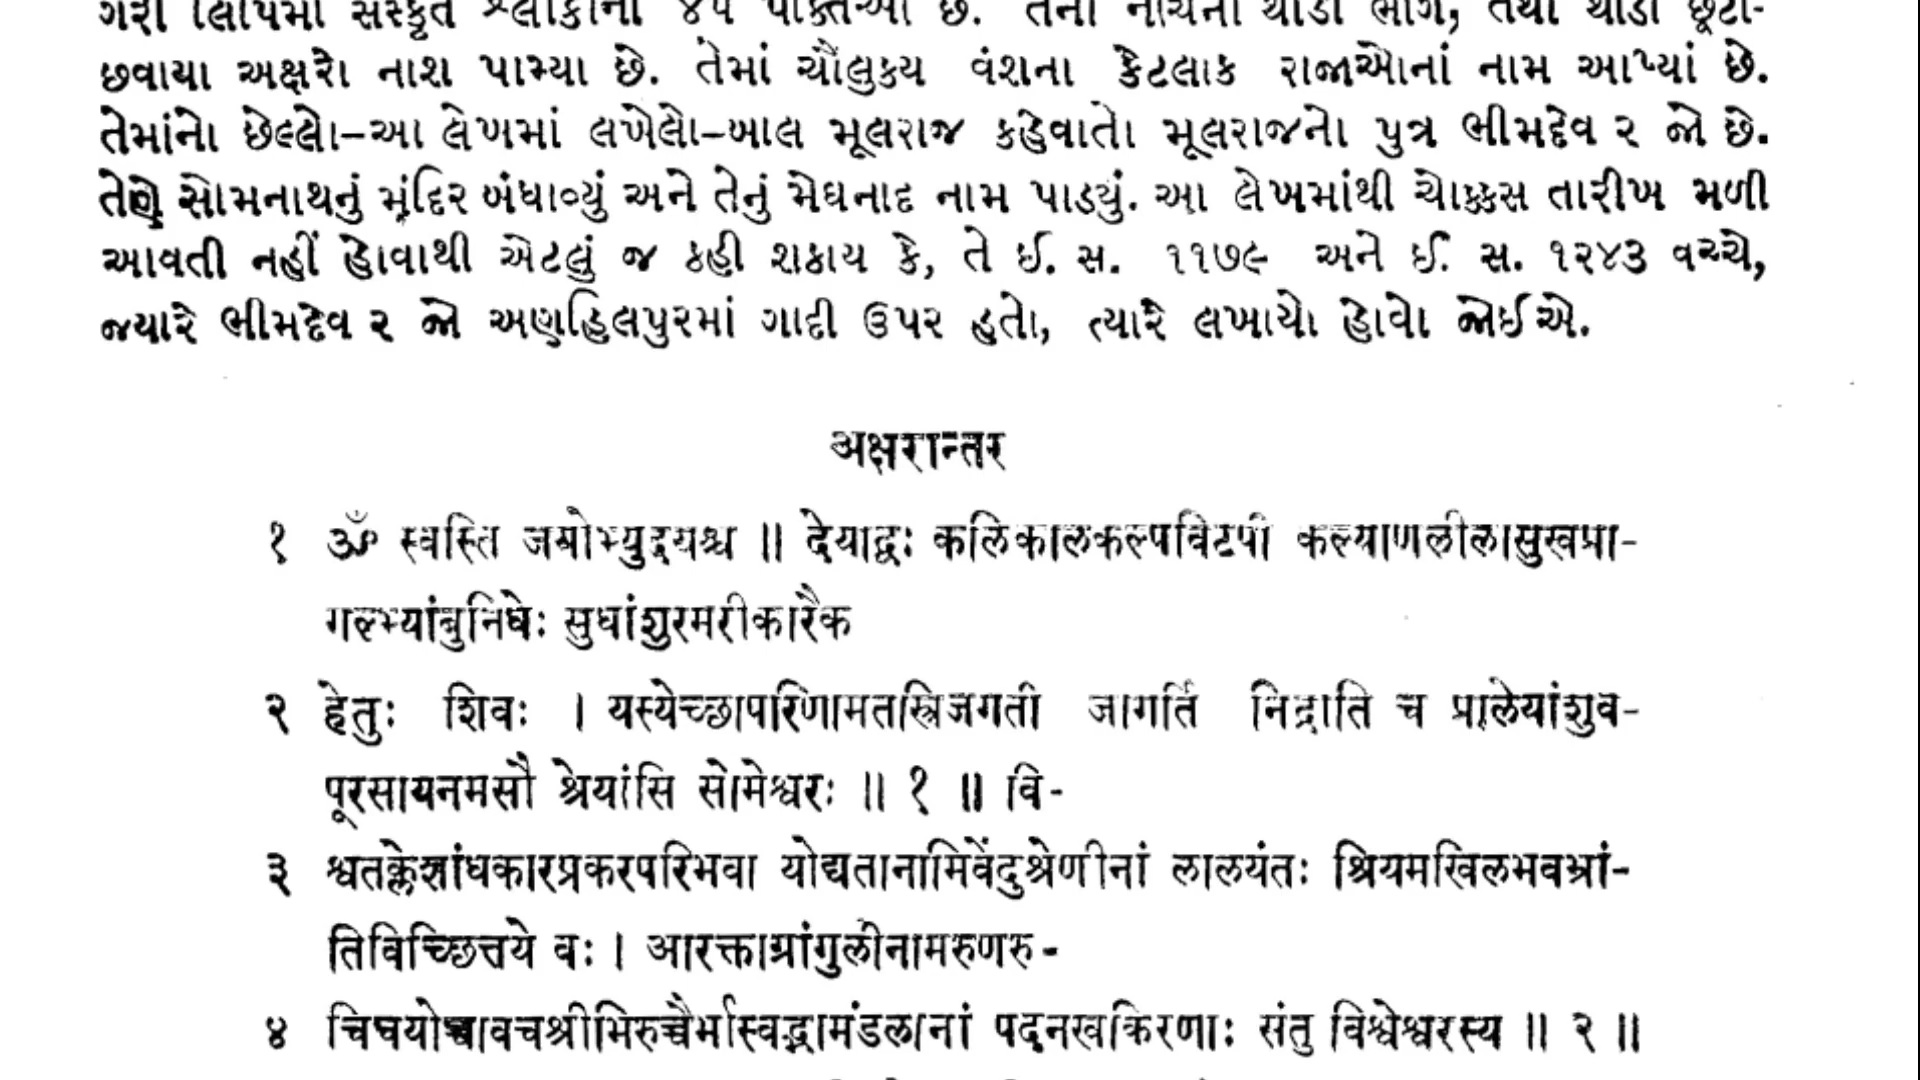 ગરી લિપિમાં સંસ્કૃત શ્લોકોની ૪૫ પંક્તિઓ છે. તેની નીચેનો થોડો ભાગ, તથા થોડા છૂટા-
છવાયા અક્ષરો નાશ પામ્યા છે. તેમાં ચૌલુક્ય વંશના કેટલાક રાજાઓનાં નામ આપ્યાં છે.
તેમાંનો છેલ્લો-આ લેખમાં લખેલો-બાલ મૂલરાજ કહેવાતો મૂલરાજનો પુત્ર ભીમદેવ ૨ જો છે.
તેણે સોમનાથનું મંદિર બંધાવ્યું અને તેનું મેઘનાદ નામ પાડ્યું. આ લેખમાંથી ચોક્કસ તારીખ મળી
આવતી નહીં હોવાથી એટલું જ કહી શકાય કે, તે ઈ. સ. ૧૧૭૯ અને ઈ. સ. ૧૨૪૩ વચ્ચે,
જ્યારે ભીમદેવ ૨ જો અણહિલપુરમાં ગાદી ઉપર હતો, ત્યારે લખાયો હોવો જોઈએ.
अक्षरान्तर
१ ॐ स्वस्ति जयोभ्युदयश्च ॥ देयाद्वः कलिकालकल्पविटपी कल्याणलीलासुखप्रा-
गल्भ्यांबुनिधेः सुधांशुरमरीकारैक
२ हेतुः शिवः । यस्येच्छापरिणामतस्त्रिजगती जागर्ति निद्राति च प्रालेयांशुव-
पूरसायनमसौ श्रेयांसि सोमेश्वरः ॥ १ ॥ वि-
३ श्वतक्लेशांधकारप्रकरपरिभवा योद्यतानामिवेंदुश्रेणीनां लालयंतः श्रियमखिलभवभ्रां-
तिविच्छित्तये वः । आरक्ताग्रांगुलीनामरुणरु-
४ चिचयोच्चावचश्रीभिरुच्चैर्भास्वद्भामंडलानां पदनखकिरणाः संतु विश्वेश्वरस्य ॥ २ ॥